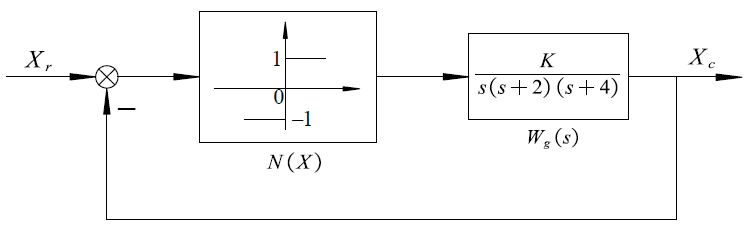 X_r
1
0
−1
N(X)
K
s(s+2)(s+4)
W_g(s)
X_c
−